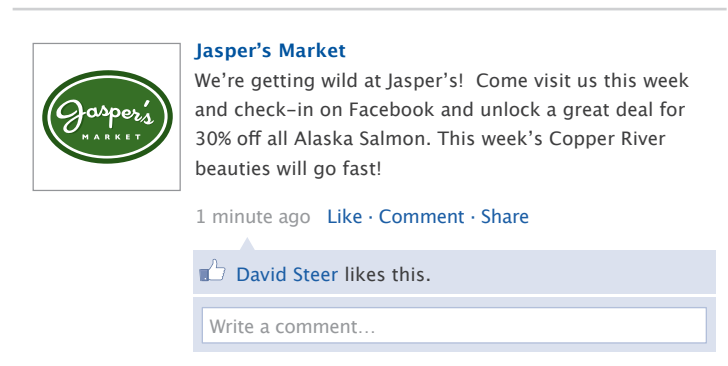 Jasper's
MARKET
Jasper’s Market
We’re getting wild at Jasper’s!  Come visit us this week
and check-in on Facebook and unlock a great deal for
30% off all Alaska Salmon. This week’s Copper River
beauties will go fast!
1 minute ago   Like · Comment · Share
David Steer likes this.
Write a comment...